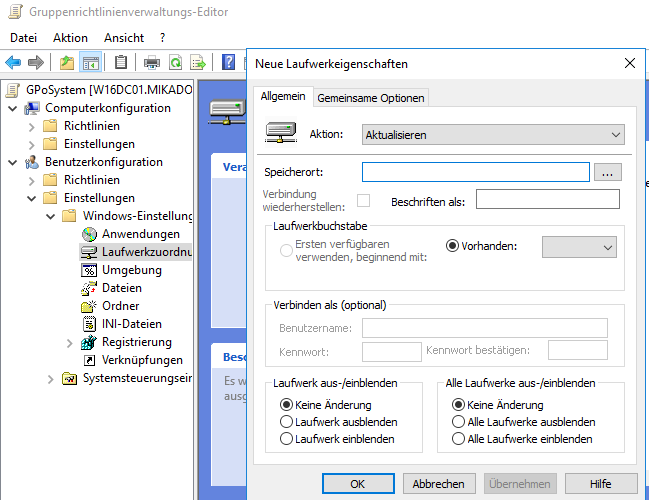 Gruppenrichtlinienverwaltungs-Editor
Datei Aktion Ansicht ?
GPoSystem [W16DC01.MIKADO
Computerkonfiguration
Richtlinien
Einstellungen
Benutzerkonfiguration
Richtlinien
Einstellungen
Windows-Einstellung
Anwendungen
Laufwerkzuordnu
Umgebung
Dateien
Ordner
INI-Dateien
Registrierung
Verknüpfungen
Systemsteuerungsein
Vera
Besc
Es w
ausg
Neue Laufwerkeigenschaften
Allgemein Gemeinsame Optionen
Aktion: Aktualisieren
Speicherort: ...
Verbindung
wiederherstellen: Beschriften als:
Laufwerkbuchstabe
Ersten verfügbaren
verwenden, beginnend mit: Vorhanden:
Verbinden als (optional)
Benutzername:
Kennwort: Kennwort bestätigen:
Laufwerk aus-/einblenden Alle Laufwerke aus-/einblenden
Keine Änderung Keine Änderung
Laufwerk ausblenden Alle Laufwerke ausblenden
Laufwerk einblenden Alle Laufwerke einblenden
OK Abbrechen Übernehmen Hilfe